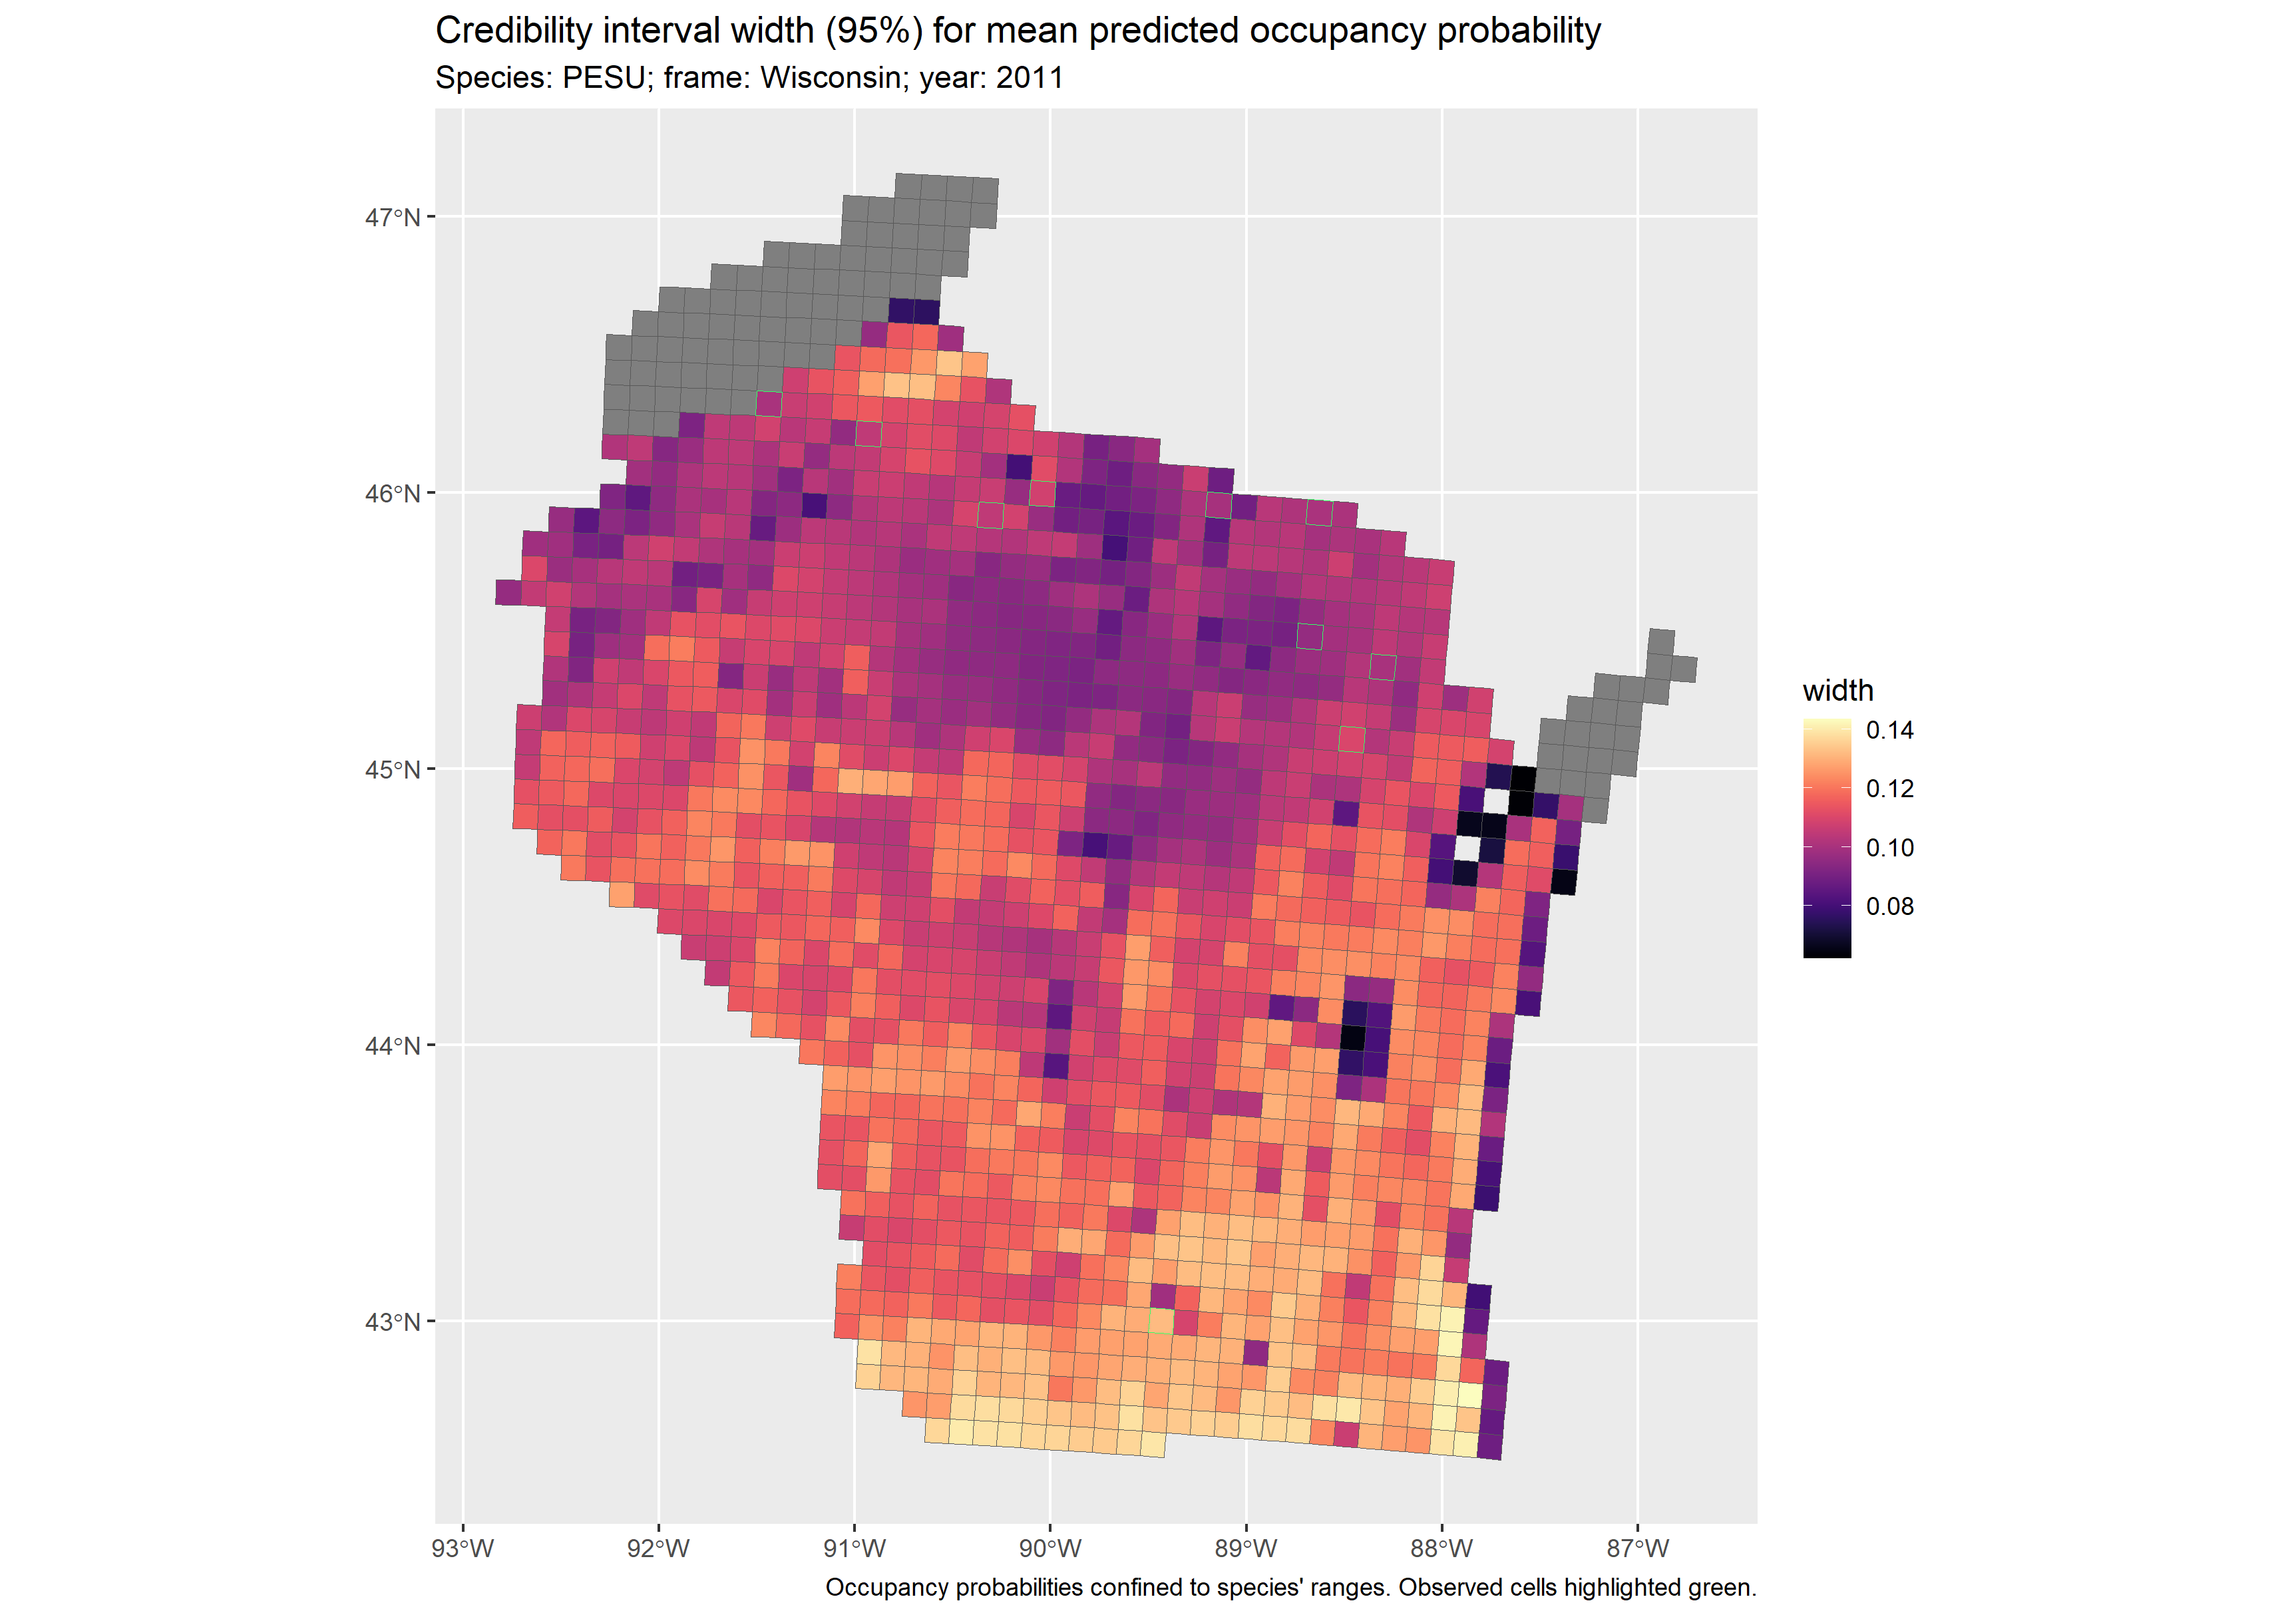 Credibility interval width (95%) for mean predicted occupancy probability
Species: PESU; frame: Wisconsin; year: 2011
47°N
46°N
45°N
44°N
43°N
93°W
92°W
91°W
90°W
89°W
88°W
87°W
width
0.14
0.12
0.10
0.08
Occupancy probabilities confined to species' ranges. Observed cells highlighted green.